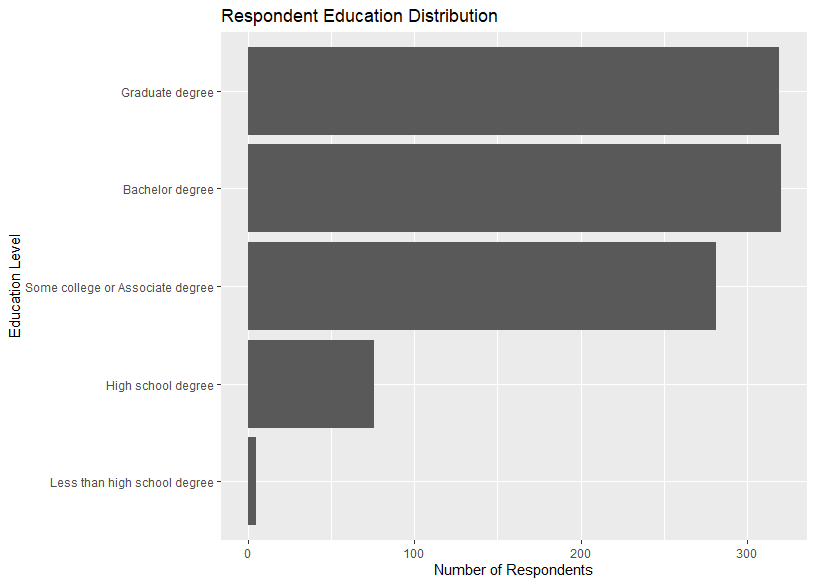 Respondent Education Distribution
Education Level
Graduate degree
Bachelor degree
Some college or Associate degree
High school degree
Less than high school degree
0 100 200 300
Number of Respondents